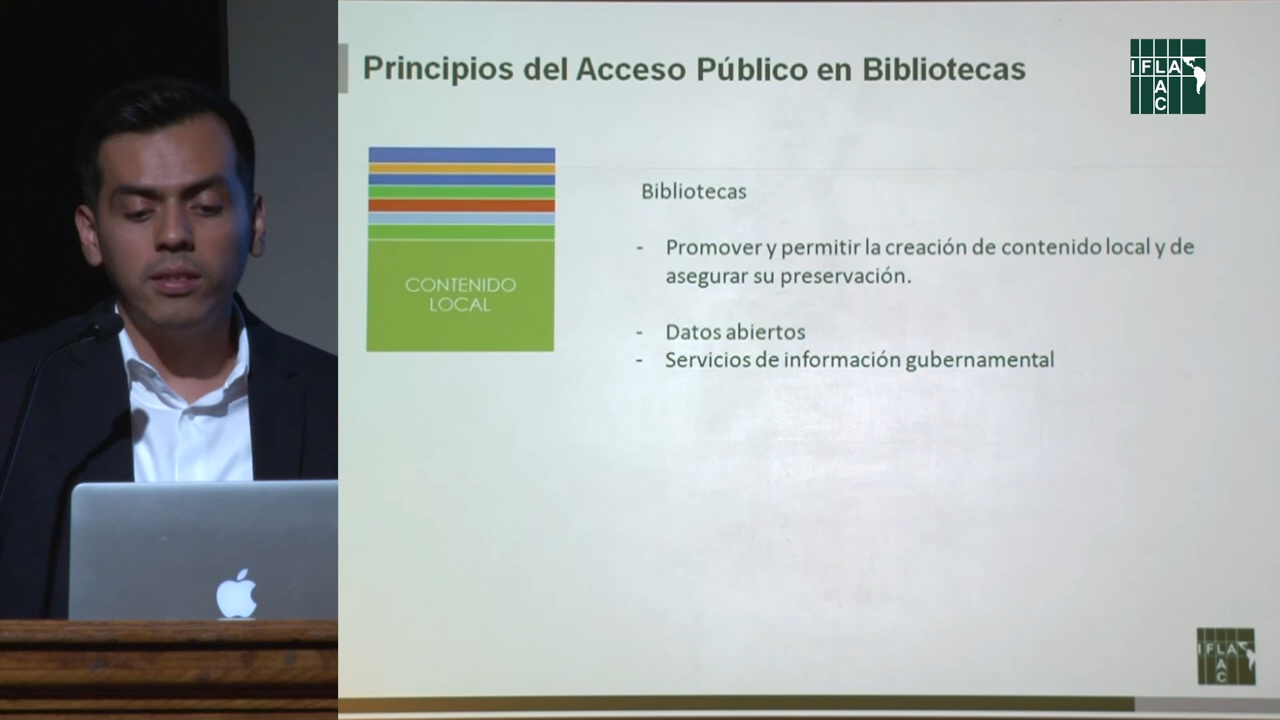 Principios del Acceso Público en Bibliotecas
IFLA
LAC
CONTENIDO
LOCAL
Bibliotecas
- Promover y permitir la creación de contenido local y de
asegurar su preservación.
- Datos abiertos
- Servicios de información gubernamental
IFLA
LAC